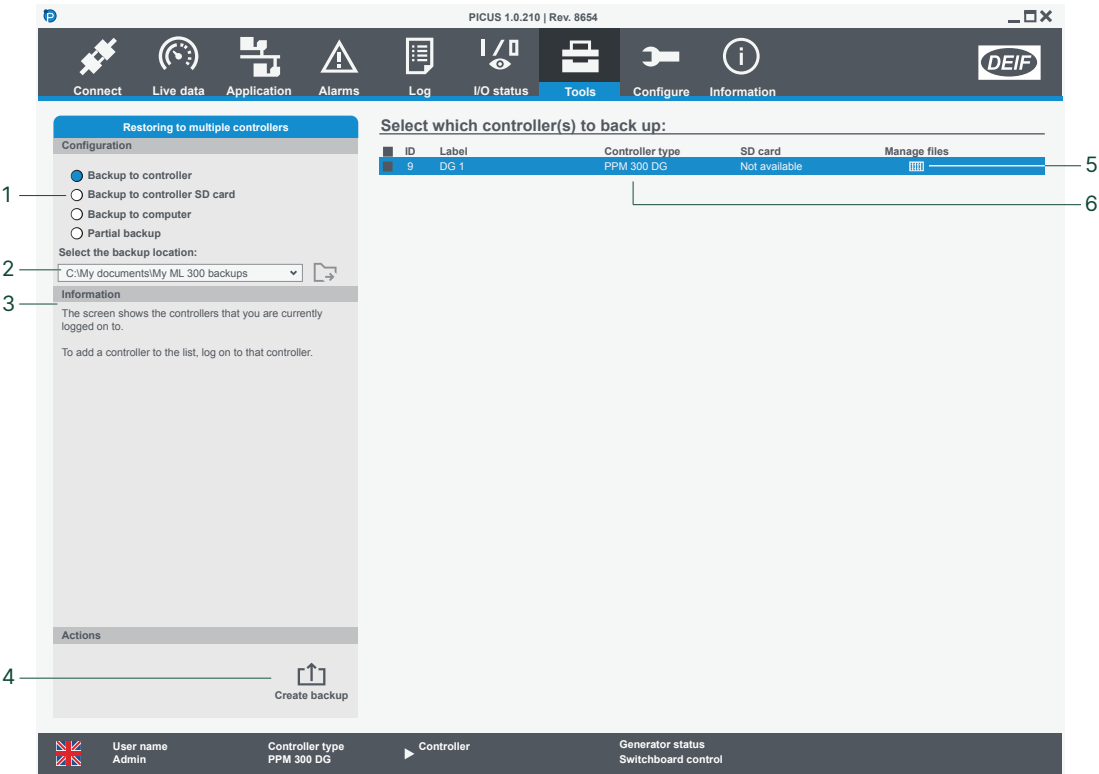 PICUS 1.0.210 | Rev. 8654
Connect Live data Application Alarms Log I/O status Tools Configure Information
DEIF
Restoring to multiple controllers
Configuration
Backup to controller
1 Backup to controller SD card
Backup to computer
Partial backup
Select the backup location:
2 C:\My documents\My ML 300 backups
Information
3
The screen shows the controllers that you are currently
logged on to.
To add a controller to the list, log on to that controller.
Actions
4
Create backup
Select which controller(s) to back up:
ID Label Controller type SD card Manage files
9 DG 1 PPM 300 DG Not available 5
6
User name Controller type Controller Generator status
Admin PPM 300 DG Switchboard control